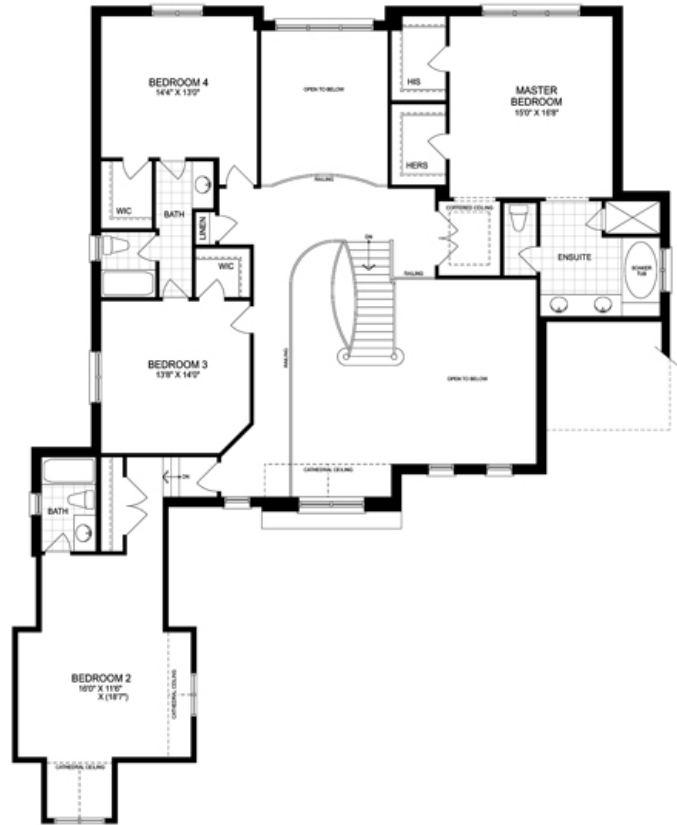 BEDROOM 4
14'4" X 13'0"
OPEN TO BELOW
HIS
MASTER
BEDROOM
15'0" X 16'8"
HERS
RAILING
WIC
BATH
LINEN
COFFERED CEILING
DN
WIC
ENSUITE
SOAKER
TUB
RAILING
BEDROOM 3
13'8" X 14'0"
RAILING
OPEN TO BELOW
CATHEDRAL CEILING
DN
BATH
BEDROOM 2
16'0" X 11'6"
X (18'7")
CATHEDRAL CEILING
CATHEDRAL CEILING